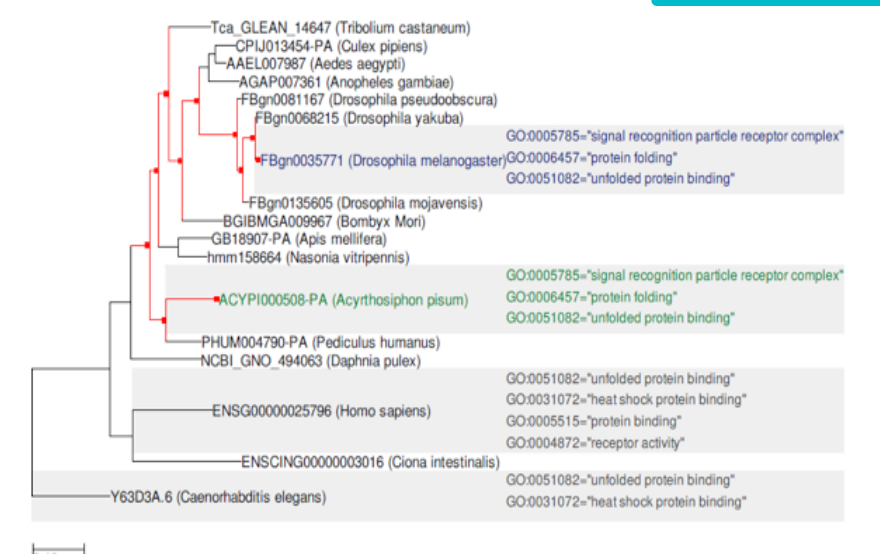 Tca_GLEAN_14647 (Tribolium castaneum)
CPIJ013454-PA (Culex pipiens)
AAEL007987 (Aedes aegypti)
AGAP007361 (Anopheles gambiae)
FBgn0081167 (Drosophila pseudoobscura)
FBgn0068215 (Drosophila yakuba)
GO:0005785="signal recognition particle receptor complex"
FBgn0035771 (Drosophila melanogaster) GO:0006457="protein folding"
GO:0051082="unfolded protein binding"
FBgn0135605 (Drosophila mojavensis)
BGIBMGA009967 (Bombyx Mori)
GB18907-PA (Apis mellifera)
hmm158664 (Nasonia vitripennis)
GO:0005785="signal recognition particle receptor complex"
ACYPI000508-PA (Acyrthosiphon pisum) GO:0006457="protein folding"
GO:0051082="unfolded protein binding"
PHUM004790-PA (Pediculus humanus)
NCBI_GNO_494063 (Daphnia pulex)
GO:0051082="unfolded protein binding"
GO:0031072="heat shock protein binding"
ENSG00000025796 (Homo sapiens)
GO:0005515="protein binding"
GO:0004872="receptor activity"
ENSCING00000003016 (Ciona intestinalis)
GO:0051082="unfolded protein binding"
Y63D3A.6 (Caenorhabditis elegans)
GO:0031072="heat shock protein binding"